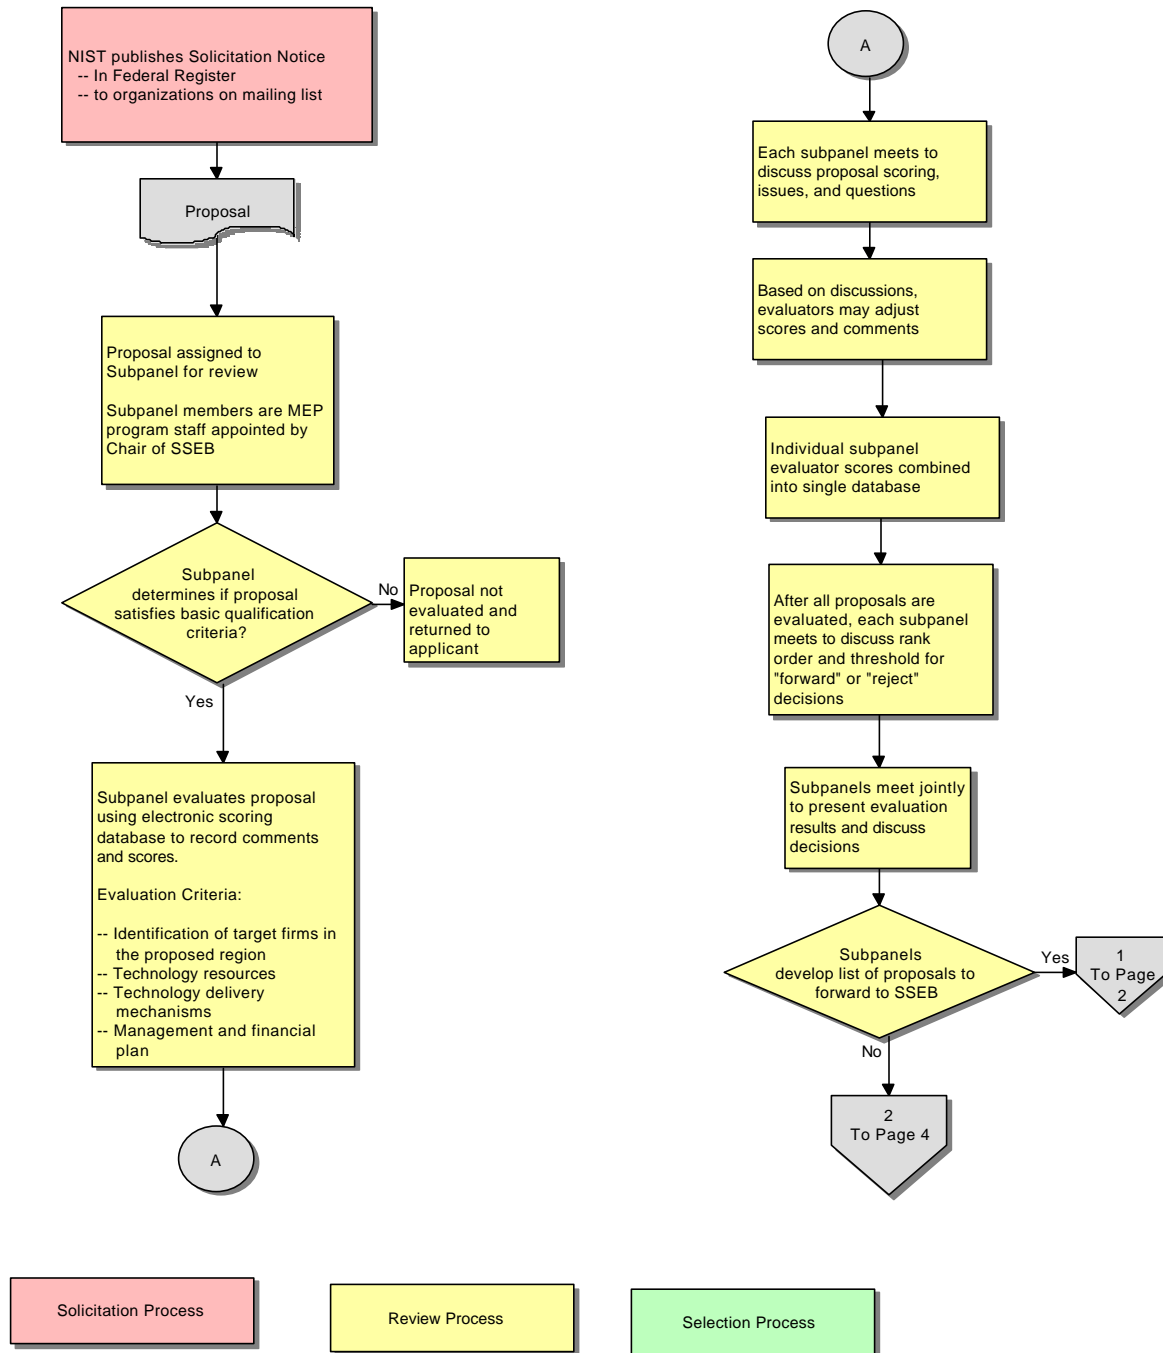 NIST publishes Solicitation Notice
-- In Federal Register
-- to organizations on mailing list
Proposal
Proposal assigned to
Subpanel for review
Subpanel members are MEP
program staff appointed by
Chair of SSEB
Subpanel
determines if proposal
satisfies basic qualification
criteria?
No
Proposal not
evaluated and
returned to
applicant
Yes
Subpanel evaluates proposal
using electronic scoring
database to record comments
and scores.
Evaluation Criteria:
-- Identification of target firms in
the proposed region
-- Technology resources
-- Technology delivery
mechanisms
-- Management and financial
plan
A
A
Each subpanel meets to
discuss proposal scoring,
issues, and questions
Based on discussions,
evaluators may adjust
scores and comments
Individual subpanel
evaluator scores combined
into single database
After all proposals are
evaluated, each subpanel
meets to discuss rank
order and threshold for
"forward" or "reject"
decisions
Subpanels meet jointly
to present evaluation
results and discuss
decisions
Subpanels
develop list of proposals to
forward to SSEB
Yes
1
To Page
2
No
2
To Page 4
Solicitation Process
Review Process
Selection Process